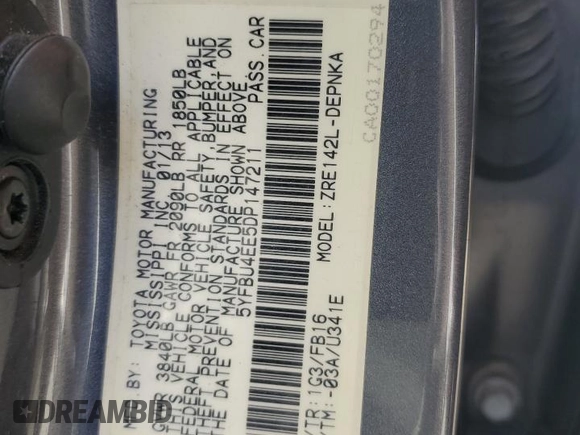 MFD BY: TOYOTA MOTOR MANUFACTURING
MISSISSIPPI INC. 01/13
GVWR 3840LB GAWR FR 2090LB RR 1850LB
THIS VEHICLE CONFORMS TO ALL APPLICABLE
FEDERAL MOTOR VEHICLE SAFETY, BUMPER, AND
THEFT PREVENTION STANDARDS IN EFFECT ON
THE DATE OF MANUFACTURE SHOWN ABOVE.
5YFBU4EE5DP147211 PASS. CAR
C/TR: 1G3/FB16
A/TM: -03A/U341E
MODEL: ZRE142L-DEPNKA
CA00170294
DREAMBID
AUCTION HISTORY